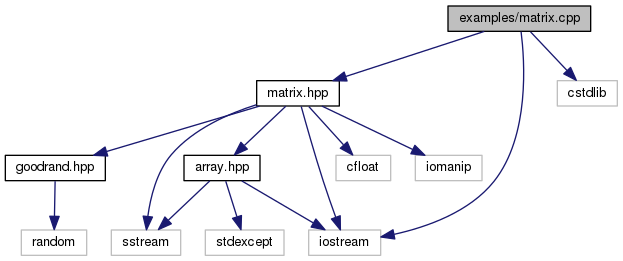 examples/matrix.cpp
matrix.hpp
cstdlib
goodrand.hpp
array.hpp
cfloat
iomanip
random
sstream
stdexcept
iostream